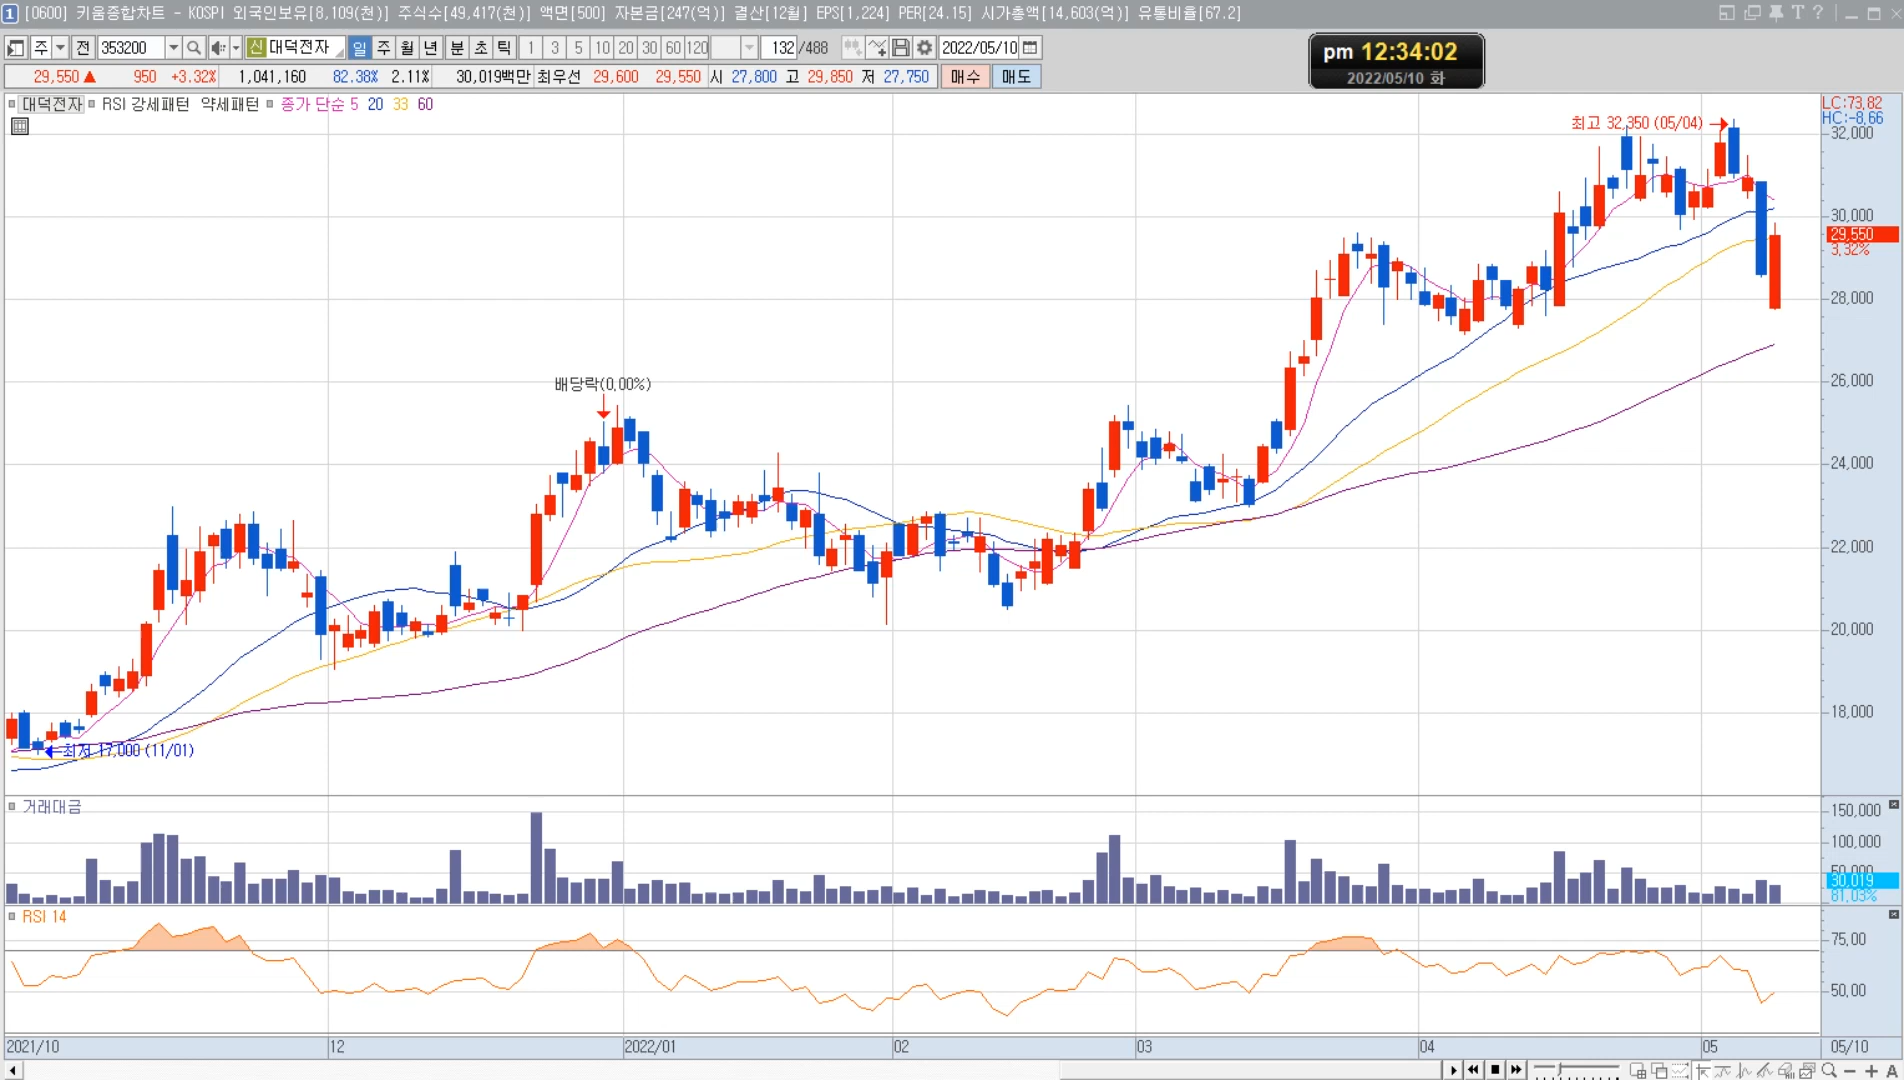 1 [0600] 키움종합차트 - KOSPI 외국인보유[8,109(천)] 주식수[49,417(천)] 액면[500] 자본금[247(억)] 결산[12월] EPS[1,224] PER[24.15] 시가총액[14,603(억)] 유통비율[67.2]
주 전 353200 신 대덕전자 일 주 월 년 분 초 틱 1 3 5 10 20 30 60 120 132 /488 2022/05/10
pm 12:34:02
2022/05/10 화
29,550 ▲ 950 +3.32% 1,041,160 82.38% 2.11% 30,019백만 최우선 29,600 29,550 시 27,800 고 29,850 저 27,750 매수 매도
대덕전자 RSI 강세패턴 약세패턴 종가 단순 5 20 33 60
LC:73.82
HC:-8.66
최고 32,350 (05/04)
32,000
30,000
29,550
3.32%
28,000
배당락(0.00%)
26,000
24,000
22,000
20,000
18,000
최저 17,000 (11/01)
거래대금
150,000
100,000
50,000
30,019
81.03%
RSI 14
75.00
50.00
2021/10 12 2022/01 02 03 04 05 05/10
A